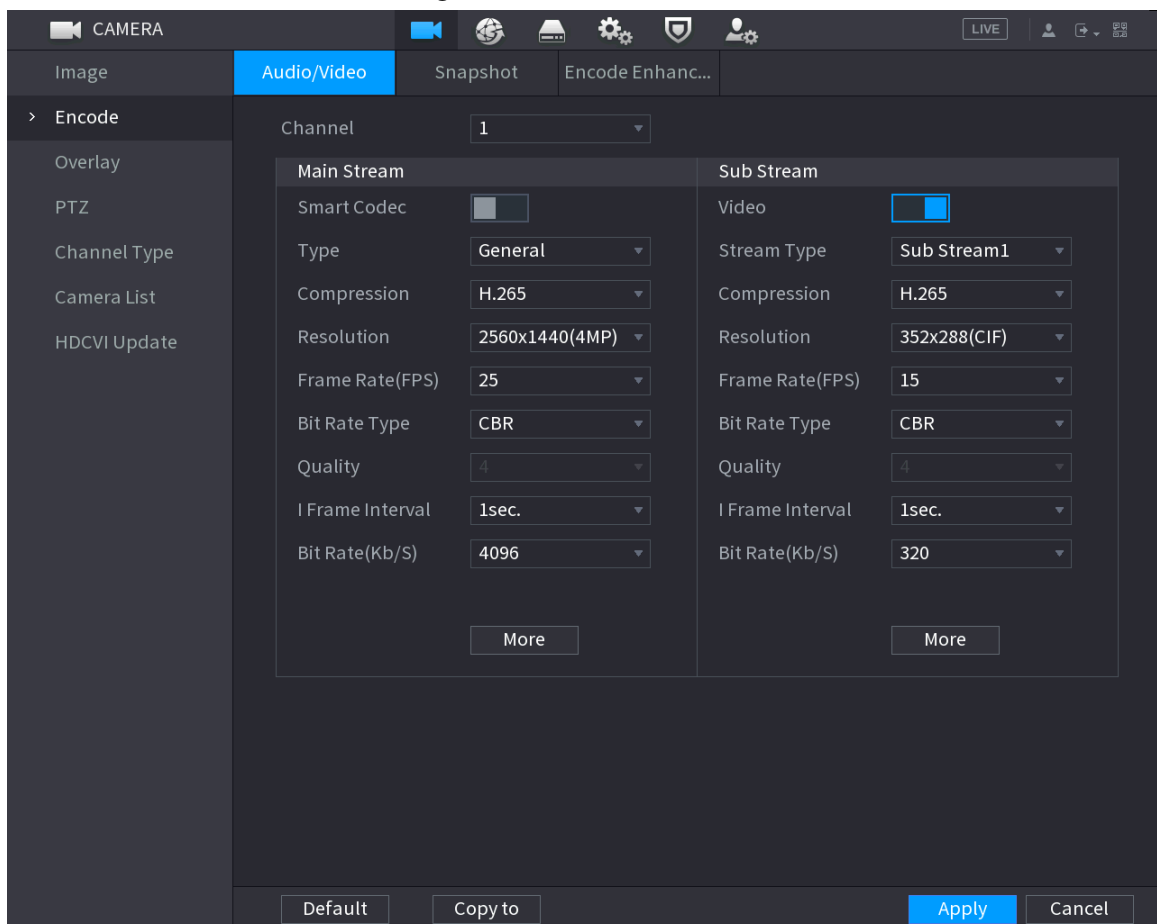 CAMERA LIVE
Image Audio/Video Snapshot Encode Enhanc...
> Encode
Channel 1
Overlay
Main Stream Sub Stream
PTZ Smart Codec Video
Channel Type Type General Stream Type Sub Stream1
Camera List Compression H.265 Compression H.265
HDCVI Update Resolution 2560x1440(4MP) Resolution 352x288(CIF)
Frame Rate(FPS) 25 Frame Rate(FPS) 15
Bit Rate Type CBR Bit Rate Type CBR
Quality 4 Quality 4
I Frame Interval 1sec. I Frame Interval 1sec.
Bit Rate(Kb/S) 4096 Bit Rate(Kb/S) 320
More More
Default Copy to Apply Cancel